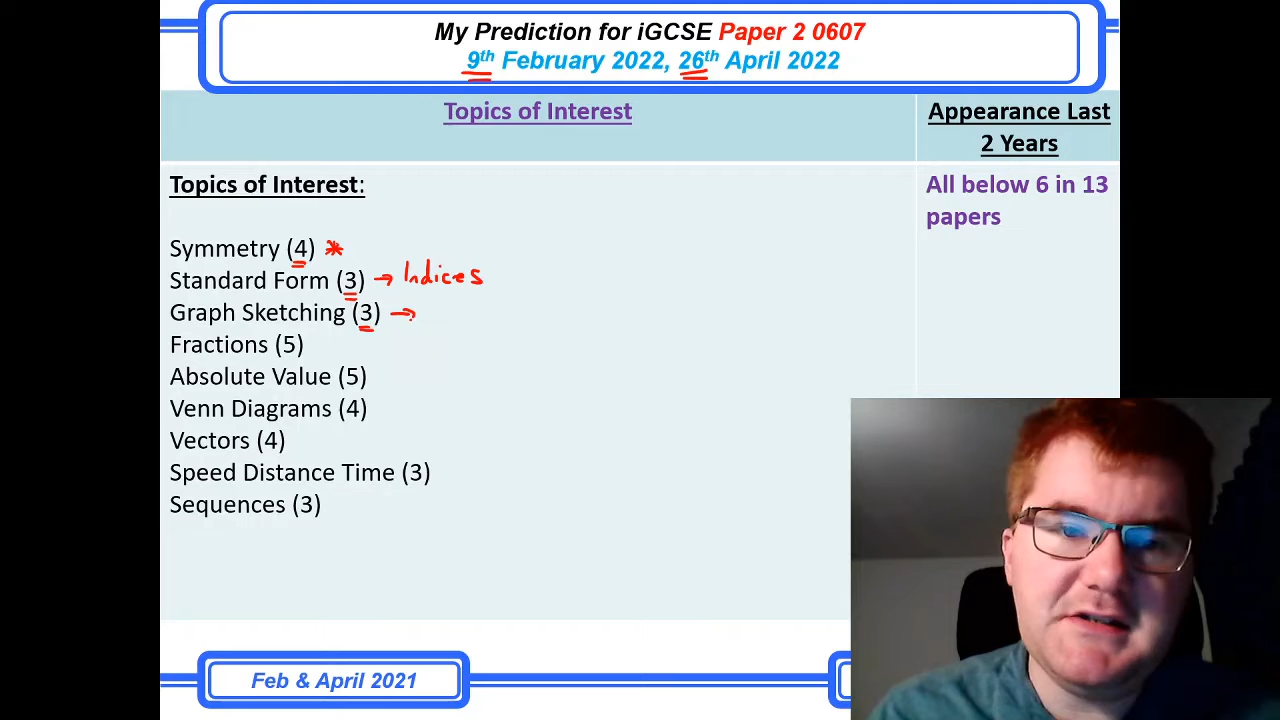 My Prediction for iGCSE Paper 2 0607
9th February 2022, 26th April 2022
Topics of Interest
Appearance Last
2 Years
Topics of Interest:
All below 6 in 13
papers
Symmetry (4) *
Standard Form (3) → Indices
Graph Sketching (3) →
Fractions (5)
Absolute Value (5)
Venn Diagrams (4)
Vectors (4)
Speed Distance Time (3)
Sequences (3)
Feb & April 2021